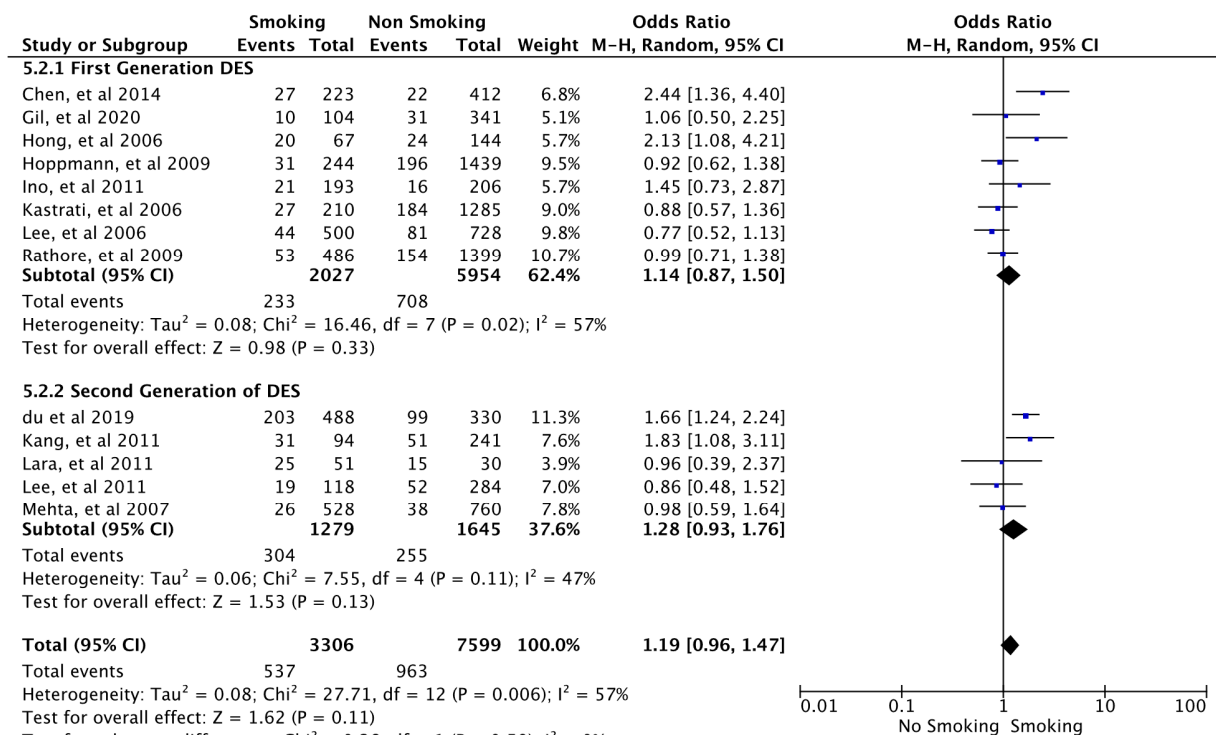 Smoking Non Smoking Odds Ratio Odds Ratio
Study or Subgroup Events Total Events Total Weight M-H, Random, 95% CI M-H, Random, 95% CI
5.2.1 First Generation DES
Chen, et al 2014 27 223 22 412 6.8% 2.44 [1.36, 4.40]
Gil, et al 2020 10 104 31 341 5.1% 1.06 [0.50, 2.25]
Hong, et al 2006 20 67 24 144 5.7% 2.13 [1.08, 4.21]
Hoppmann, et al 2009 31 244 196 1439 9.5% 0.92 [0.62, 1.38]
Ino, et al 2011 21 193 16 206 5.7% 1.45 [0.73, 2.87]
Kastrati, et al 2006 27 210 184 1285 9.0% 0.88 [0.57, 1.36]
Lee, et al 2006 44 500 81 728 9.8% 0.77 [0.52, 1.13]
Rathore, et al 2009 53 486 154 1399 10.7% 0.99 [0.71, 1.38]
Subtotal (95% CI) 2027 5954 62.4% 1.14 [0.87, 1.50]
Total events 233 708
Heterogeneity: Tau² = 0.08; Chi² = 16.46, df = 7 (P = 0.02); I² = 57%
Test for overall effect: Z = 0.98 (P = 0.33)
5.2.2 Second Generation of DES
du et al 2019 203 488 99 330 11.3% 1.66 [1.24, 2.24]
Kang, et al 2011 31 94 51 241 7.6% 1.83 [1.08, 3.11]
Lara, et al 2011 25 51 15 30 3.9% 0.96 [0.39, 2.37]
Lee, et al 2011 19 118 52 284 7.0% 0.86 [0.48, 1.52]
Mehta, et al 2007 26 528 38 760 7.8% 0.98 [0.59, 1.64]
Subtotal (95% CI) 1279 1645 37.6% 1.28 [0.93, 1.76]
Total events 304 255
Heterogeneity: Tau² = 0.06; Chi² = 7.55, df = 4 (P = 0.11); I² = 47%
Test for overall effect: Z = 1.53 (P = 0.13)
Total (95% CI) 3306 7599 100.0% 1.19 [0.96, 1.47]
Total events 537 963
Heterogeneity: Tau² = 0.08; Chi² = 27.71, df = 12 (P = 0.006); I² = 57%
Test for overall effect: Z = 1.62 (P = 0.11)
0.01 0.1 1 10 100
No Smoking Smoking